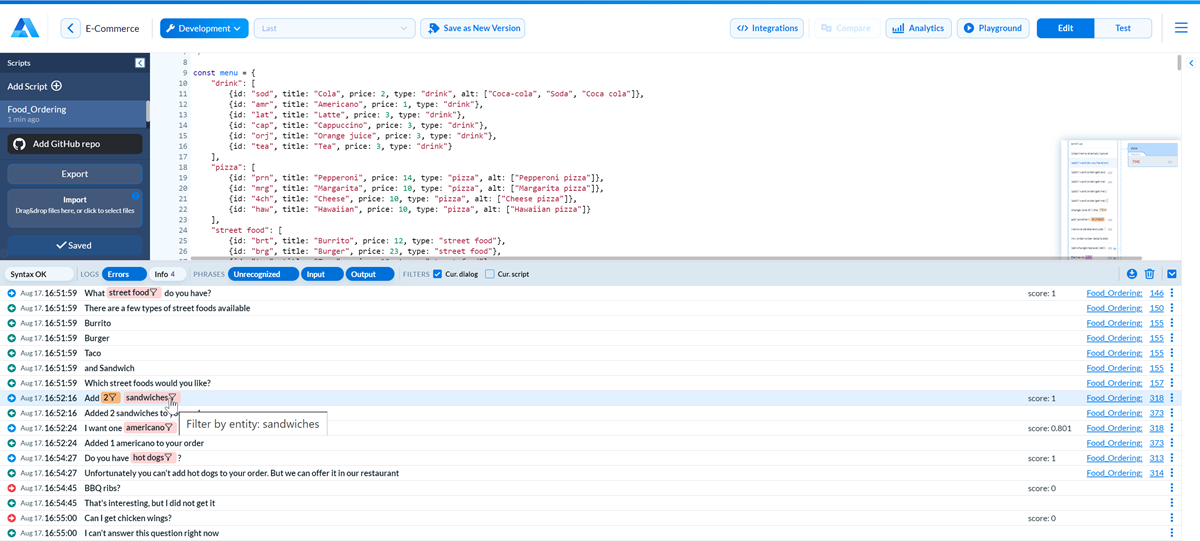 E-Commerce Development Last Save as New Version Integrations Compare Analytics Playground Edit Test
Scripts
Add Script
Food_Ordering
1 min ago
Add GitHub repo
Export
Import
Drag&drop files here, or click to select files
Saved
8
9 const menu = {
10 "drink": [
11 {id: "sod", title: "Cola", price: 2, type: "drink", alt: ["Coca-cola", "Soda", "Coca cola"]},
12 {id: "amr", title: "Americano", price: 1, type: "drink"},
13 {id: "lat", title: "Latte", price: 3, type: "drink"},
14 {id: "cap", title: "Cappuccino", price: 3, type: "drink"},
15 {id: "orj", title: "Orange juice", price: 3, type: "drink"},
16 {id: "tea", title: "Tea", price: 3, type: "drink"}
17 ],
18 "pizza": [
19 {id: "prn", title: "Pepperoni", price: 14, type: "pizza", alt: ["Pepperoni pizza"]},
20 {id: "mrg", title: "Margarita", price: 10, type: "pizza", alt: ["Margarita pizza"]},
21 {id: "4ch", title: "Cheese", price: 10, type: "pizza", alt: ["Cheese pizza"]},
22 {id: "haw", title: "Hawaiian", price: 10, type: "pizza", alt: ["Hawaiian pizza"]}
23 ],
24 "street food": [
25 {id: "brt", title: "Burrito", price: 12, type: "street food"},
26 {id: "brg", title: "Burger", price: 23, type: "street food"},
Syntax OK LOGS Errors Info 4 PHRASES Unrecognized Input Output FILTERS Cur. dialog Cur. script
Aug 17, 16:51:59 What street food do you have? score: 1 Food_Ordering: 146
Aug 17, 16:51:59 There are a few types of street foods available Food_Ordering: 150
Aug 17, 16:51:59 Burrito Food_Ordering: 155
Aug 17, 16:51:59 Burger Food_Ordering: 155
Aug 17, 16:51:59 Taco Food_Ordering: 155
Aug 17, 16:51:59 and Sandwich Food_Ordering: 155
Aug 17, 16:51:59 Which street foods would you like? Food_Ordering: 157
Aug 17, 16:52:16 Add 2 sandwiches score: 1 Food_Ordering: 318
Aug 17, 16:52:16 Added 2 sandwiches to Food_Ordering: 373
Filter by entity: sandwiches
Aug 17, 16:52:24 I want one americano score: 0.801 Food_Ordering: 318
Aug 17, 16:52:24 Added 1 americano to your order Food_Ordering: 373
Aug 17, 16:54:27 Do you have hot dogs ? score: 1 Food_Ordering: 313
Aug 17, 16:54:27 Unfortunately you can't add hot dogs to your order. But we can offer it in our restaurant Food_Ordering: 314
Aug 17, 16:54:45 BBQ ribs? score: 0
Aug 17, 16:54:45 That's interesting, but I did not get it
Aug 17, 16:55:00 Can I get chicken wings? score: 0
Aug 17, 16:55:00 I can't answer this question right now